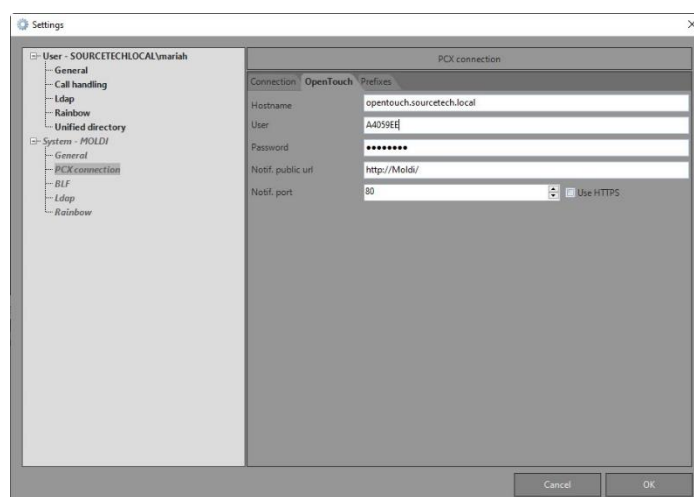 Settings
User - SOURCETECHLOCAL\mariah
General
Call handling
Ldap
Rainbow
Unified directory
System - MOLDI
General
PCX connection
BLF
Ldap
Rainbow
PCX connection
Connection OpenTouch Prefixes
Hostname opentouch.sourcetech.local
User A4059EE
Password ●●●●●●●●
Notif. public url http://Moldi/
Notif. port 80 Use HTTPS
Cancel OK